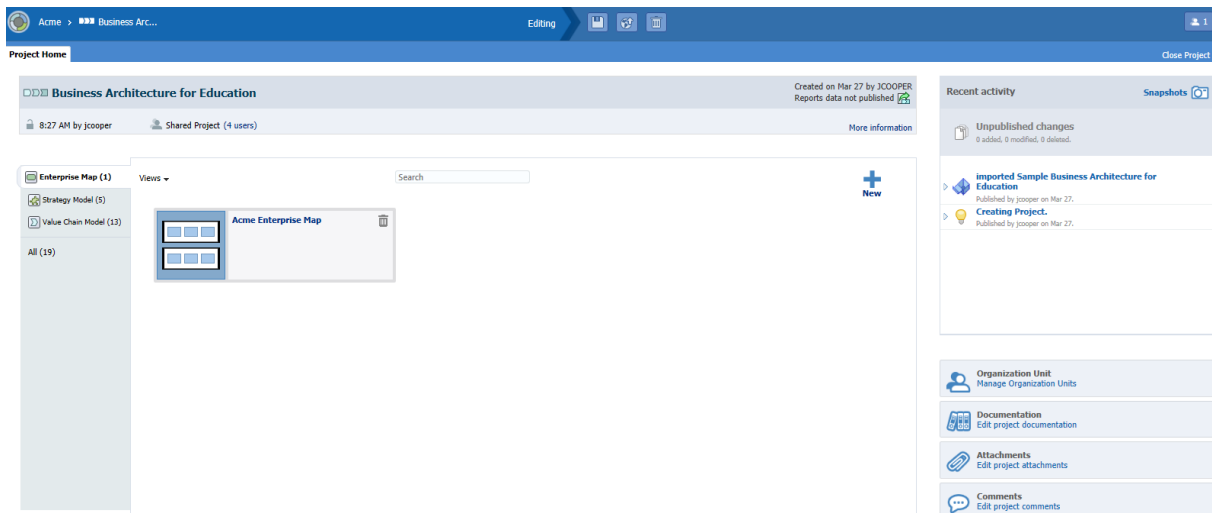 Acme > Business Arc...
Editing
1
Project Home
Close Project
Business Architecture for Education
Created on Mar 27 by JCOOPER
Reports data not published
8:27 AM by jcooper
Shared Project (4 users)
More information
Enterprise Map (1)
Strategy Model (5)
Value Chain Model (13)
All (19)
Views
Search
New
Acme Enterprise Map
Recent activity
Snapshots
Unpublished changes
0 added, 0 modified, 0 deleted.
imported Sample Business Architecture for
Education
Published by jcooper on Mar 27.
Creating Project.
Published by jcooper on Mar 27.
Organization Unit
Manage Organization Units
Documentation
Edit project documentation
Attachments
Edit project attachments
Comments
Edit project comments